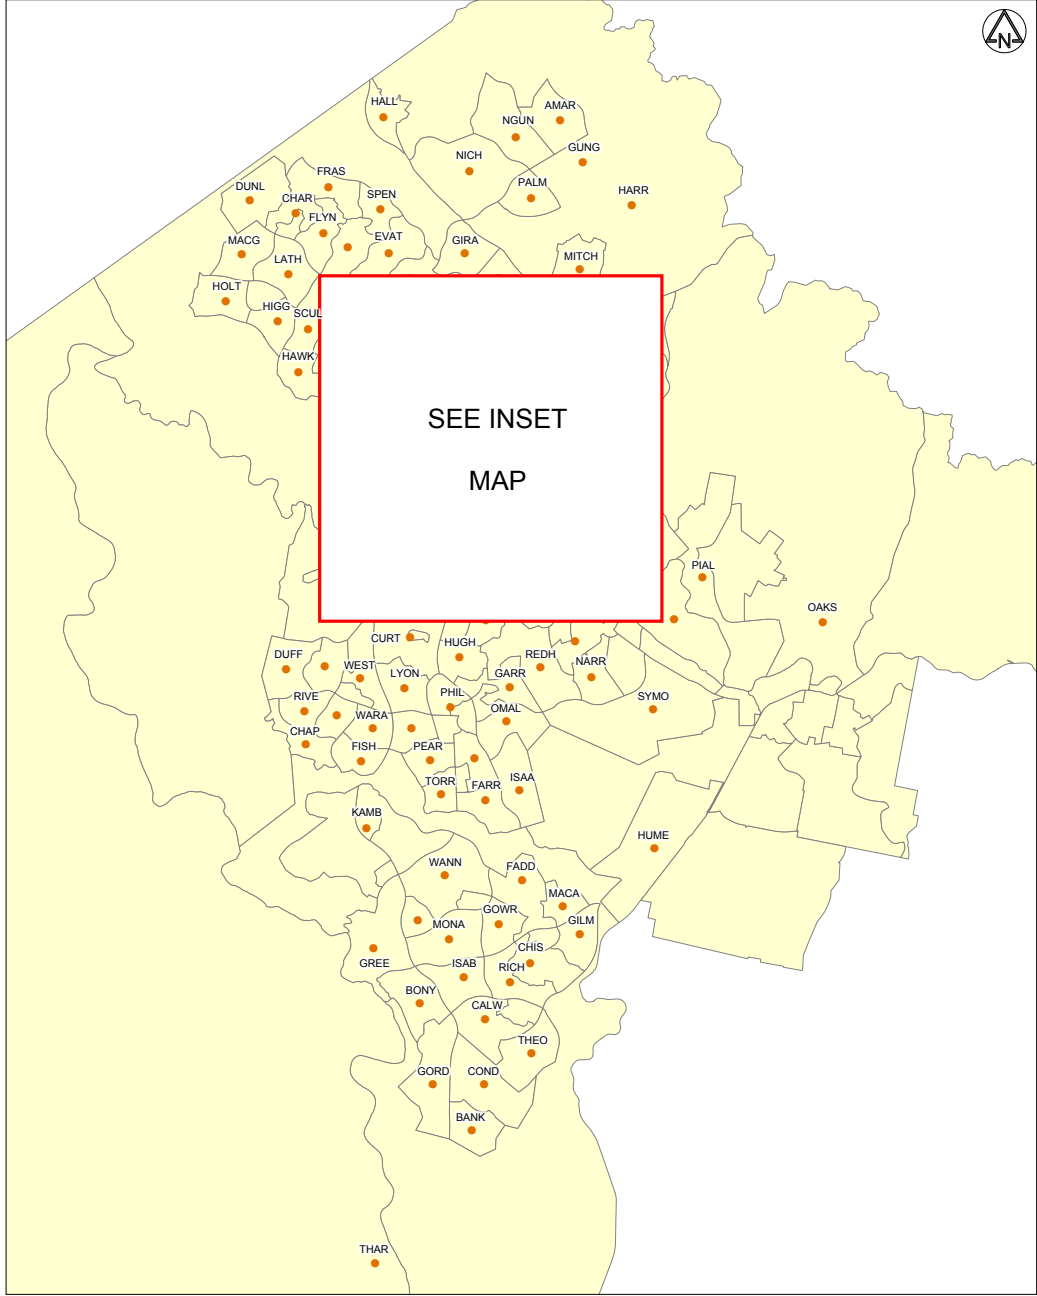 N
HALL
AMAR
NGUN
GUNG
NICH
FRAS
PALM
DUNL
SPEN
HARR
CHAR
FLYN
MACG
EVAT
GIRA
LATH
MITCH
HOLT
HIGG
SCUL
HAWK
SEE INSET
MAP
PIAL
OAKS
CURT
HUGH
DUFF
WEST
REDH
NARR
LYON
GARR
RIVE
PHIL
SYMO
WARA
OMAL
CHAP
FISH
PEAR
TORR
FARR
ISAA
KAMB
HUME
WANN
FADD
MACA
GOWR
MONA
GILM
CHIS
GREE
ISAB
RICH
BONY
CALW
THEO
GORD
COND
BANK
THAR